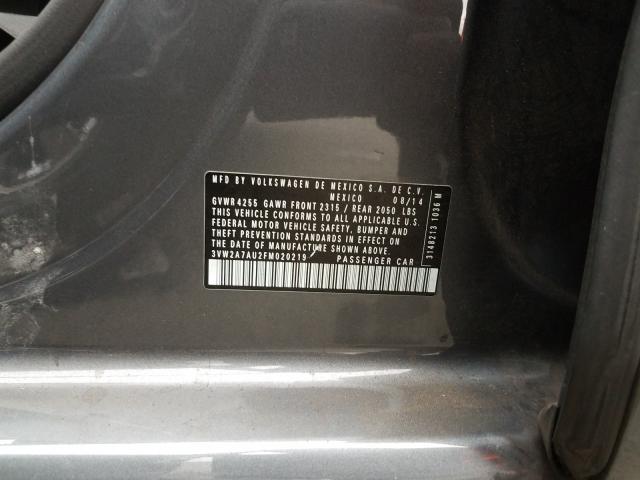 MFD BY VOLKSWAGEN DE MEXICO S.A. DE C.V.
MEXICO 08/14
GVWR 4255 GAWR FRONT 2315 / REAR 2050 LBS
THIS VEHICLE CONFORMS TO ALL APPLICABLE U.S.
FEDERAL MOTOR VEHICLE SAFETY, BUMPER AND
THEFT PREVENTION STANDARDS IN EFFECT ON
THE DATE OF MANUFACTURE SHOWN ABOVE.
3VW2A7AU2FM020219 PASSENGER CAR
3148213 1036 M